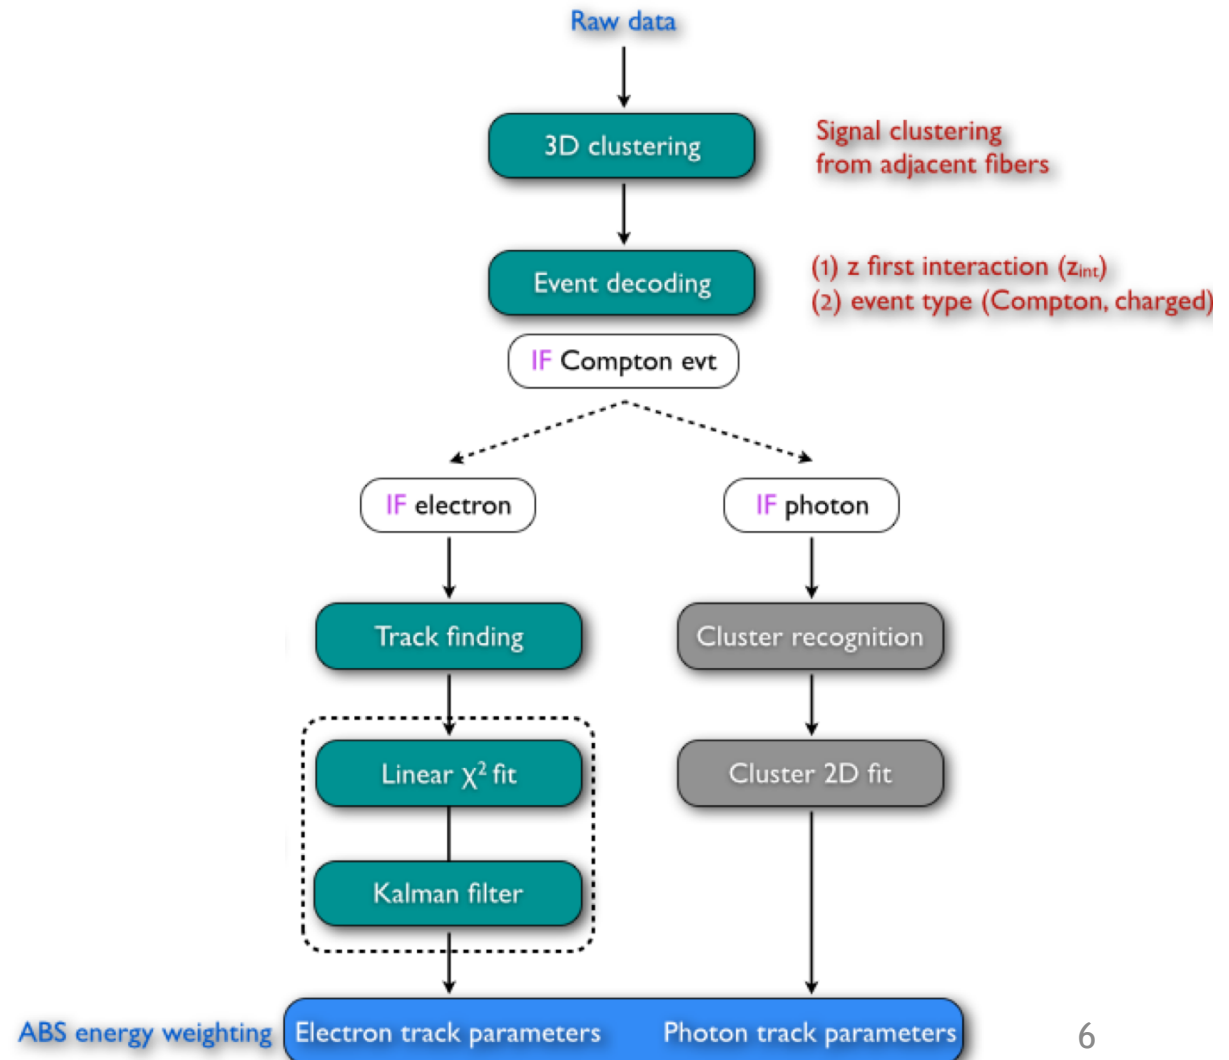 Raw data
3D clustering
Signal clustering
from adjacent fibers
Event decoding
(1) z first interaction (zint)
(2) event type (Compton, charged)
IF Compton evt
IF electron
IF photon
Track finding
Cluster recognition
Linear χ² fit
Cluster 2D fit
Kalman filter
ABS energy weighting
Electron track parameters
Photon track parameters
6